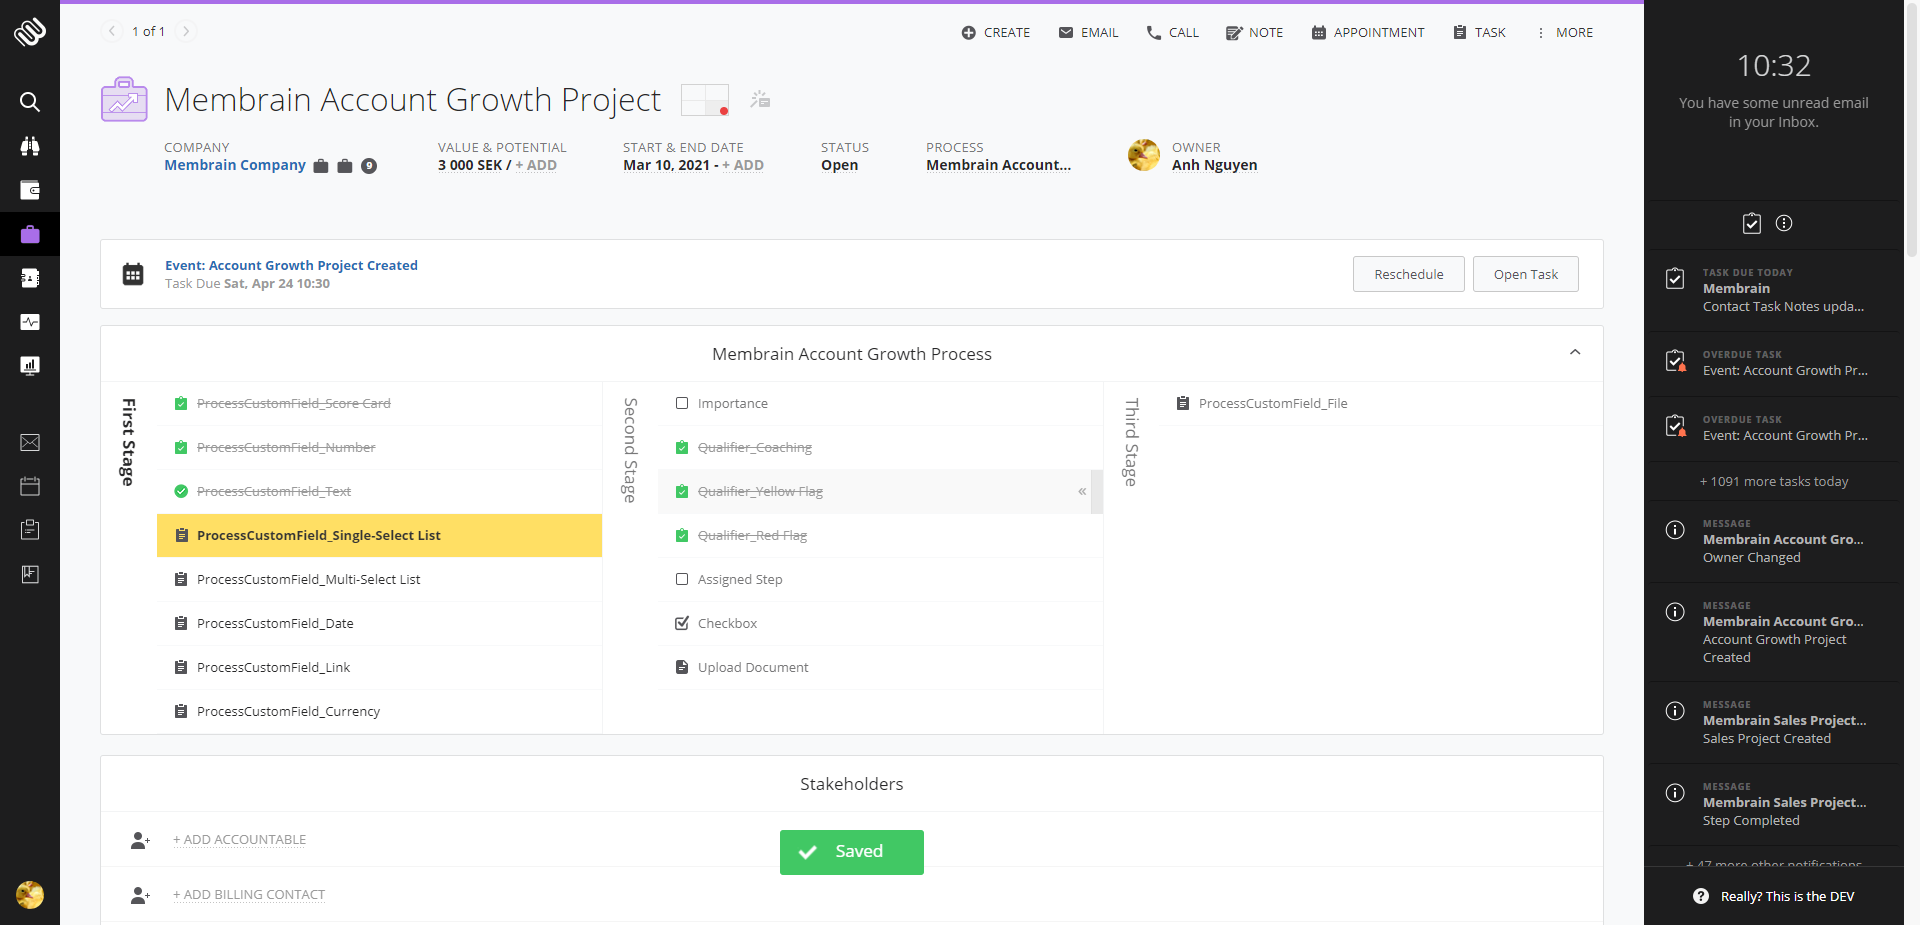 1 of 1
CREATE
EMAIL
CALL
NOTE
APPOINTMENT
TASK
MORE
Membrain Account Growth Project
COMPANY
Membrain Company
9
VALUE & POTENTIAL
3 000 SEK / + ADD
START & END DATE
Mar 10, 2021 - + ADD
STATUS
Open
PROCESS
Membrain Account...
OWNER
Anh Nguyen
Event: Account Growth Project Created
Task Due Sat, Apr 24 10:30
Reschedule
Open Task
Membrain Account Growth Process
First Stage
ProcessCustomField_Score Card
ProcessCustomField_Number
ProcessCustomField_Text
ProcessCustomField_Single-Select List
ProcessCustomField_Multi-Select List
ProcessCustomField_Date
ProcessCustomField_Link
ProcessCustomField_Currency
Second Stage
Importance
Qualifier_Coaching
Qualifier_Yellow Flag
«
Qualifier_Red Flag
Assigned Step
Checkbox
Upload Document
Third Stage
ProcessCustomField_File
Stakeholders
+ ADD ACCOUNTABLE
+ ADD BILLING CONTACT
Saved
10:32
You have some unread email
in your Inbox.
TASK DUE TODAY
Membrain
Contact Task Notes upda...
OVERDUE TASK
Event: Account Growth Pr...
OVERDUE TASK
Event: Account Growth Pr...
+ 1091 more tasks today
MESSAGE
Membrain Account Gro...
Owner Changed
MESSAGE
Membrain Account Gro...
Account Growth Project
Created
MESSAGE
Membrain Sales Project...
Sales Project Created
MESSAGE
Membrain Sales Project...
Step Completed
+ 47 more other notifications
Really? This is the DEV